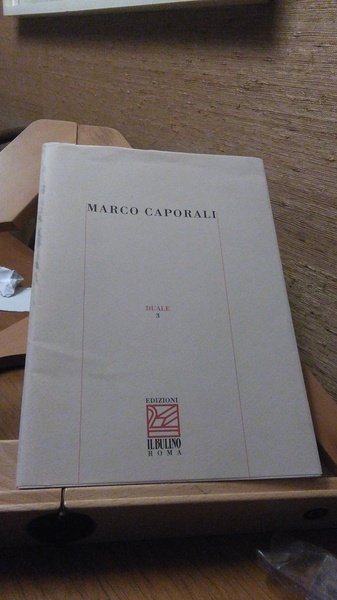 MARCO CAPORALI
DUALE
3
EDIZIONI
IL BULINO
ROMA